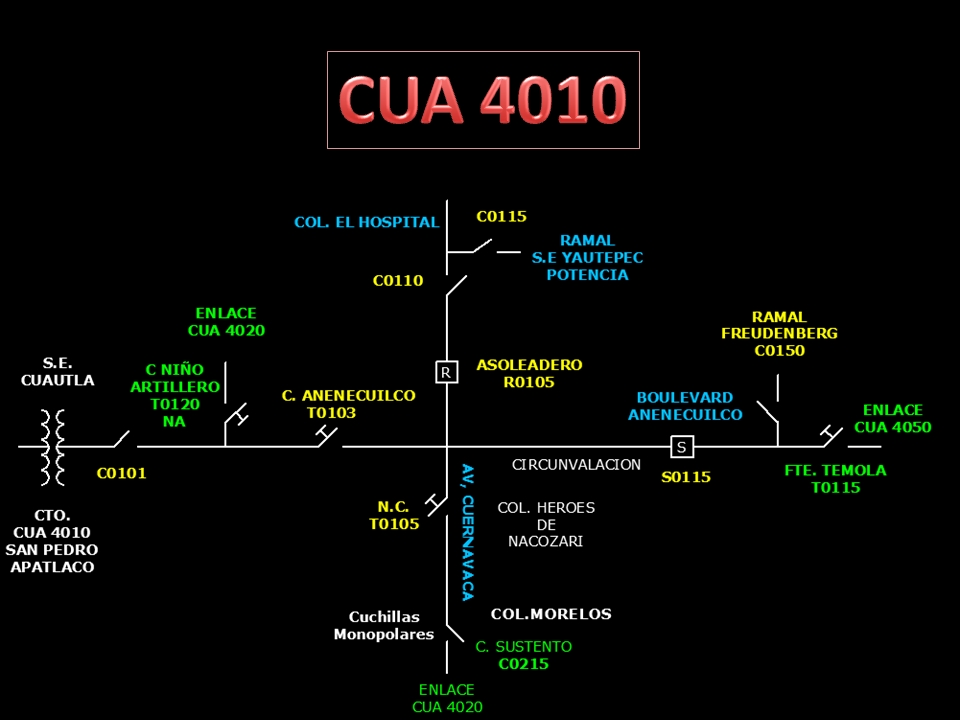 CUA 4010
COL. EL HOSPITAL
C0115
RAMAL
S.E YAUTEPEC
POTENCIA
C0110
ENLACE
CUA 4020
RAMAL
FREUDENBERG
C0150
S.E.
CUAUTLA
C NIÑO
ARTILLERO
T0120
NA
C. ANENECUILCO
T0103
R
ASOLEADERO
R0105
BOULEVARD
ANENECUILCO
ENLACE
CUA 4050
C0101
S
S0115
FTE. TEMOLA
T0115
CIRCUNVALACION
AV, CUERNAVACA
N.C.
T0105
COL. HEROES
DE
NACOZARI
CTO.
CUA 4010
SAN PEDRO
APATLACO
Cuchillas
Monopolares
COL.MORELOS
C. SUSTENTO
C0215
ENLACE
CUA 4020